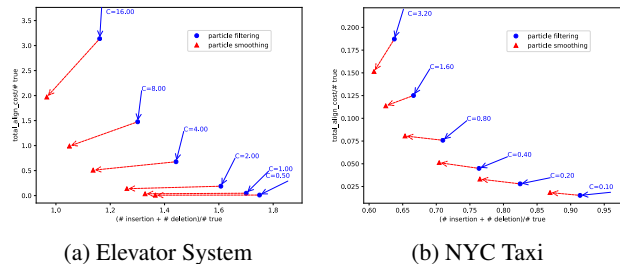 C=16.00
3.5
3.0
2.5
2.0
1.5
1.0
0.5
0.0
total_align_cost/# true
particle filtering
particle smoothing
C=8.00
C=4.00
C=2.00
C=1.00
C=0.50
1.0
1.2
1.4
1.6
1.8
(# insertion + # deletion)/# true
(a) Elevator System
C=3.20
0.200
0.175
0.150
0.125
0.100
0.075
0.050
0.025
total_align_cost/# true
particle filtering
particle smoothing
C=1.60
C=0.80
C=0.40
C=0.20
C=0.10
0.60
0.65
0.70
0.75
0.80
0.85
0.90
0.95
(# insertion + # deletion)/# true
(b) NYC Taxi